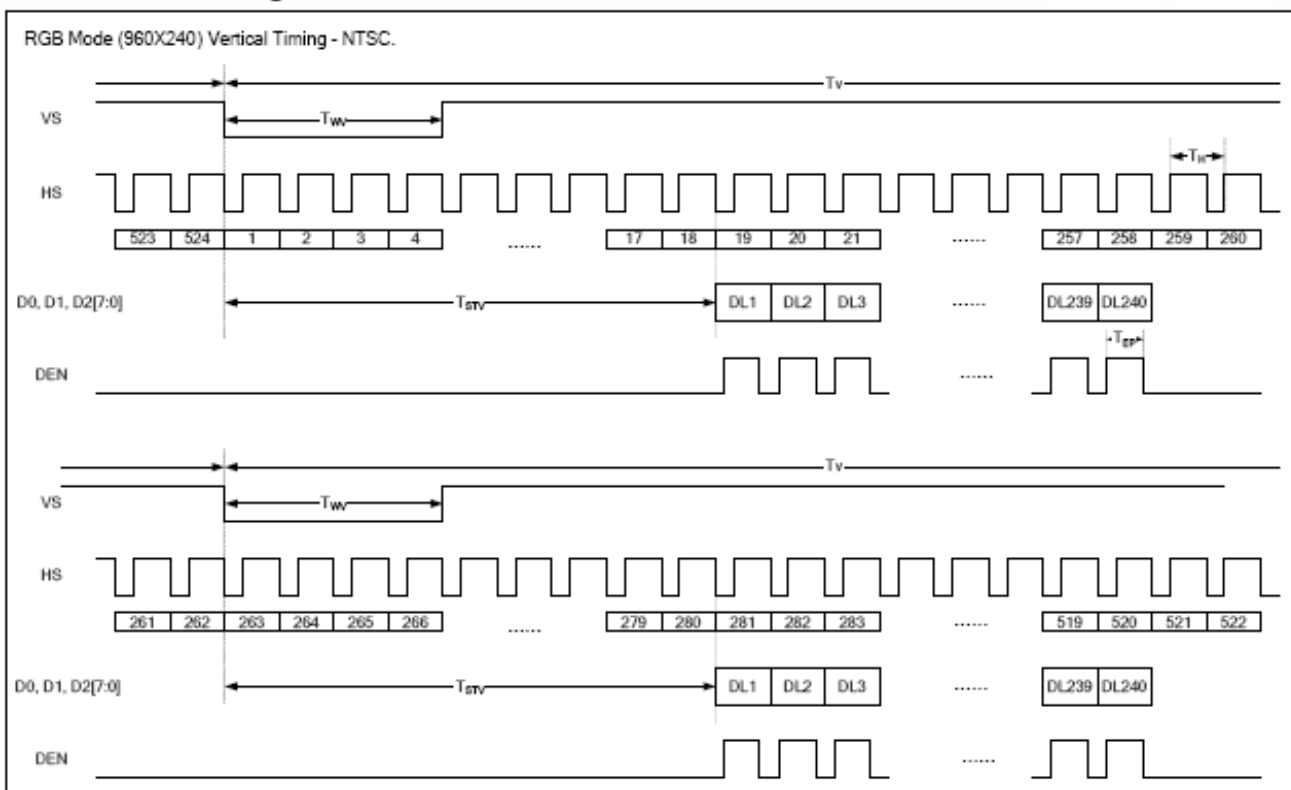 RGB Mode (960X240) Vertical Timing - NTSC.
Tv
VS
TWV
TH
HS
523 524 1 2 3 4 ...... 17 18 19 20 21 ...... 257 258 259 260
D0, D1, D2[7:0] TSTV DL1 DL2 DL3 ...... DL239 DL240
TEP
DEN ......
Tv
VS TWV
HS
261 262 263 264 265 266 ...... 279 280 281 282 283 ...... 519 520 521 522
D0, D1, D2[7:0] TSTV DL1 DL2 DL3 ...... DL239 DL240
DEN ......